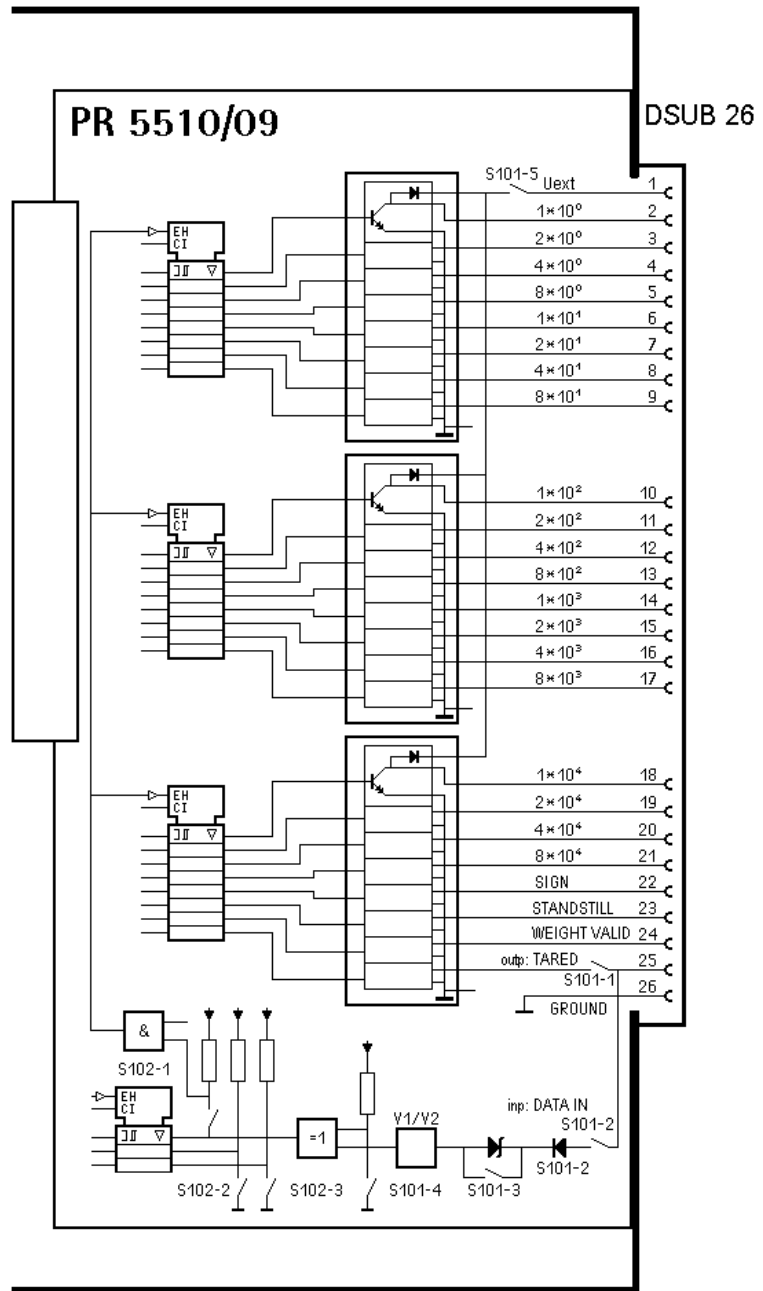 PR 5510/09
DSUB 26
S101-5 Uext 1
1*10⁰ 2
2*10⁰ 3
4*10⁰ 4
8*10⁰ 5
1*10¹ 6
2*10¹ 7
4*10¹ 8
8*10¹ 9
EH
CI
1*10² 10
2*10² 11
4*10² 12
8*10² 13
1*10³ 14
2*10³ 15
4*10³ 16
8*10³ 17
EH
CI
1*10⁴ 18
2*10⁴ 19
4*10⁴ 20
8*10⁴ 21
SIGN 22
STANDSTILL 23
WEIGHT VALID 24
outp: TARED 25
S101-1
26
GROUND
EH
CI
&
S102-1
EH
CI
=1
V1/V2
inp: DATA IN
S101-2
S101-2
S102-2
S102-3
S101-4
S101-3